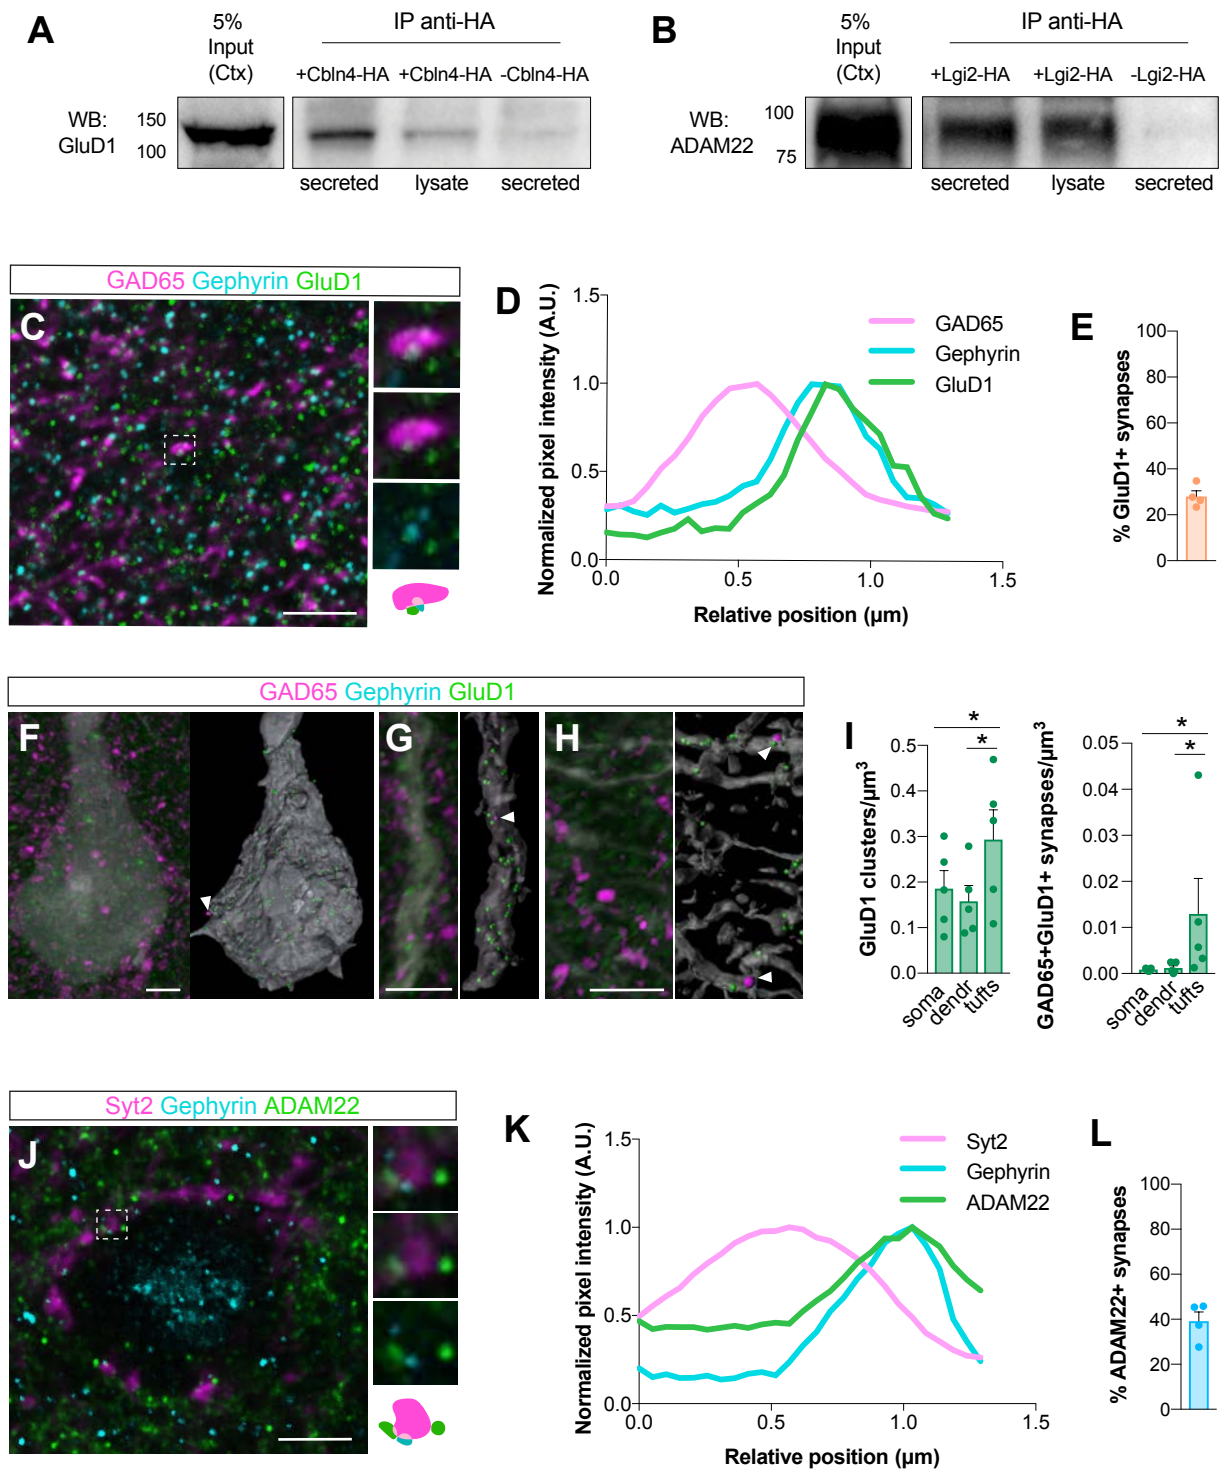 A
5%
Input
(Ctx)
IP anti-HA
+Cbln4-HA +Cbln4-HA -Cbln4-HA
WB:
GluD1
150
100
secreted lysate secreted
B
5%
Input
(Ctx)
IP anti-HA
+Lgi2-HA +Lgi2-HA -Lgi2-HA
WB:
ADAM22
100
75
secreted lysate secreted
GAD65 Gephyrin GluD1
C
D
Normalized pixel intensity (A.U.)
1.5
1.0
0.5
0.0
0.0 0.5 1.0 1.5
Relative position (µm)
GAD65
Gephyrin
GluD1
E
% GluD1+ synapses
100
80
60
40
20
0
GAD65 Gephyrin GluD1
F
G
H
I
GluD1 clusters/µm³
0.5
0.4
0.3
0.2
0.1
0.0
*
*
soma dendr tufts
GAD65+GluD1+ synapses/µm³
0.05
0.04
0.03
0.02
0.01
0.00
*
*
soma dendr tufts
Syt2 Gephyrin ADAM22
J
K
Normalized pixel intensity (A.U.)
1.5
1.0
0.5
0.0
0.0 0.5 1.0 1.5
Relative position (µm)
Syt2
Gephyrin
ADAM22
L
% ADAM22+ synapses
100
80
60
40
20
0